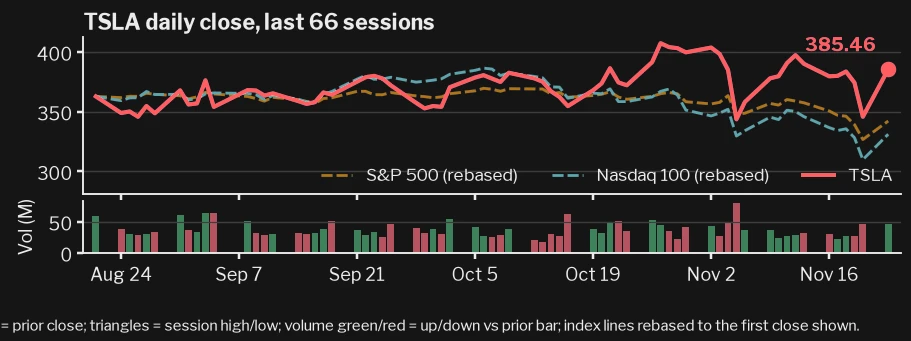 TSLA daily close, last 66 sessions
385.46
400
350
300
S&P 500 (rebased)
Nasdaq 100 (rebased)
TSLA
Vol (M)
50
0
Aug 24
Sep 7
Sep 21
Oct 5
Oct 19
Nov 2
Nov 16
= prior close; triangles = session high/low; volume green/red = up/down vs prior bar; index lines rebased to the first close shown.